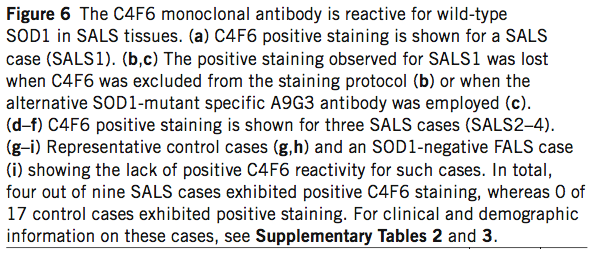 Figure 6 The C4F6 monoclonal antibody is reactive for wild-type
SOD1 in SALS tissues. (a) C4F6 positive staining is shown for a SALS
case (SALS1). (b,c) The positive staining observed for SALS1 was lost
when C4F6 was excluded from the staining protocol (b) or when the
alternative SOD1-mutant specific A9G3 antibody was employed (c).
(d–f) C4F6 positive staining is shown for three SALS cases (SALS2–4).
(g–i) Representative control cases (g,h) and an SOD1-negative FALS case
(i) showing the lack of positive C4F6 reactivity for such cases. In total,
four out of nine SALS cases exhibited positive C4F6 staining, whereas 0 of
17 control cases exhibited positive staining. For clinical and demographic
information on these cases, see Supplementary Tables 2 and 3.